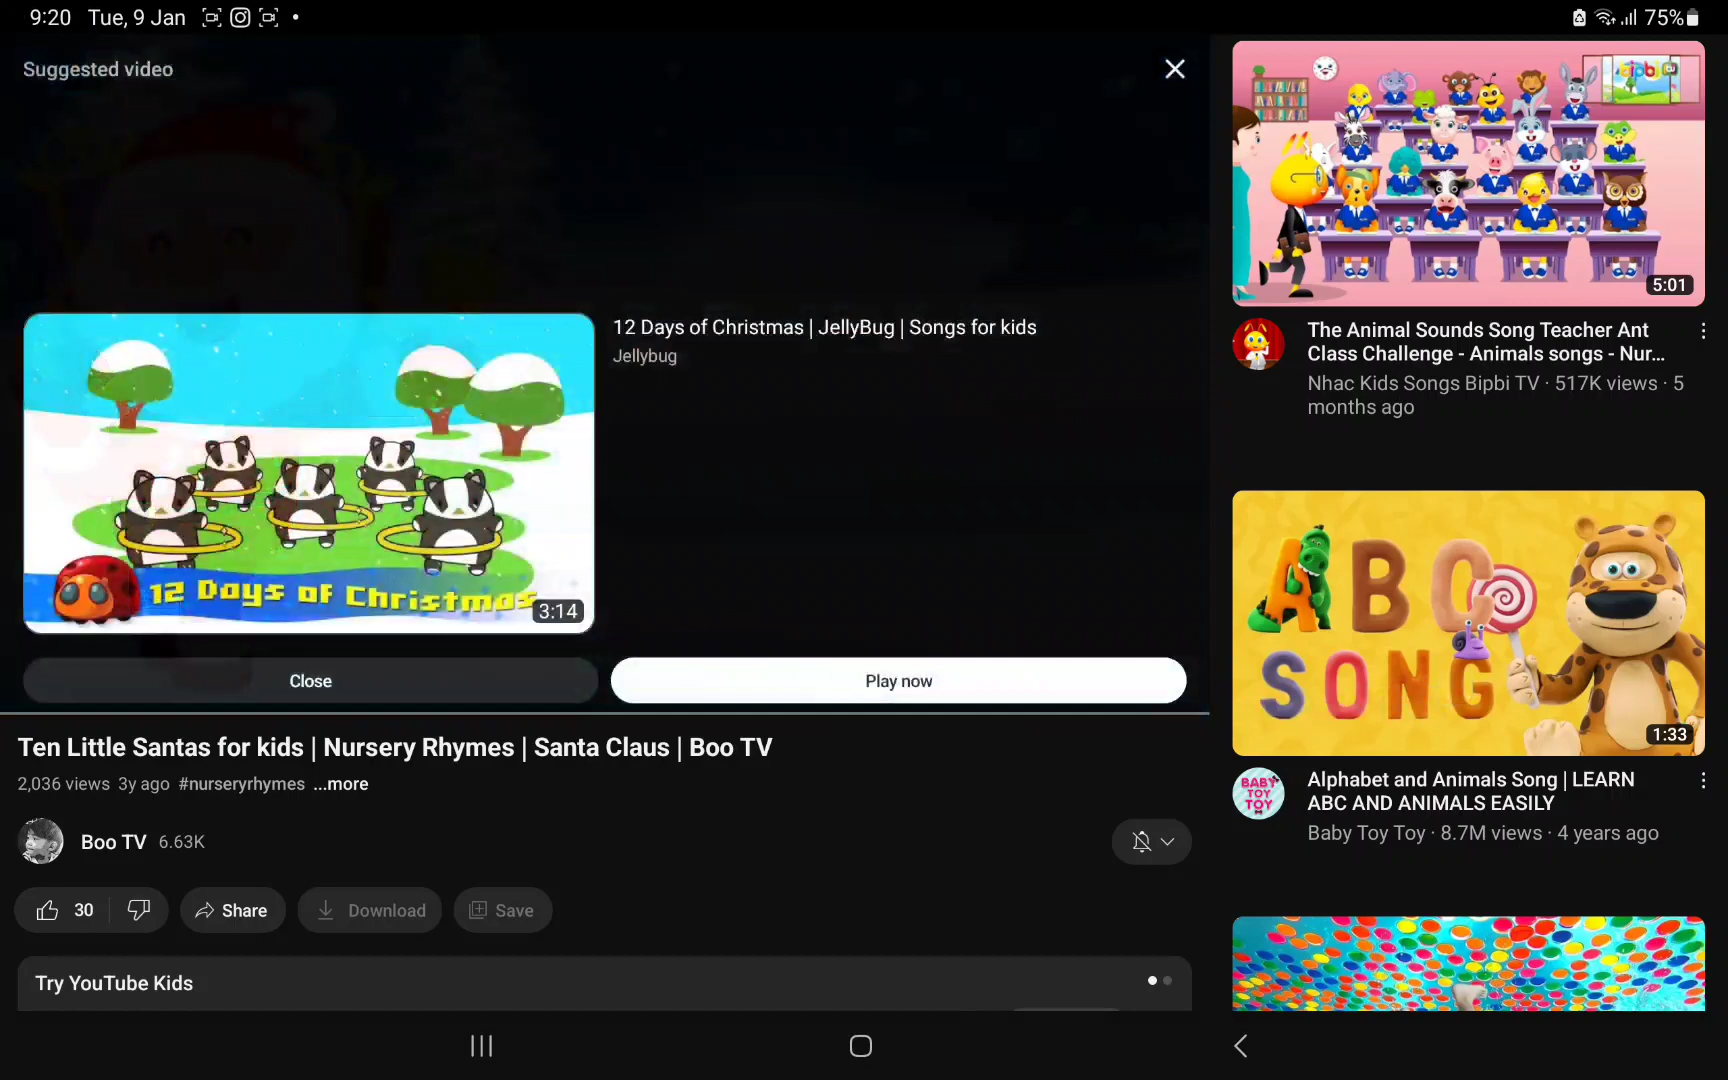 9:20 Tue, 9 Jan
75%
Suggested video
12 Days of Christmas | JellyBug | Songs for kids
Jellybug
12 Days of Christmas
3:14
Close
Play now
Ten Little Santas for kids | Nursery Rhymes | Santa Claus | Boo TV
2,036 views 3y ago #nurseryrhymes ...more
Boo TV 6.63K
30
Share
Download
Save
Try YouTube Kids
5:01
The Animal Sounds Song Teacher Ant
Class Challenge - Animals songs - Nur...
Nhac Kids Songs Bipbi TV · 517K views · 5
months ago
ABC
SONG
1:33
BABY
TOY
TOY
Alphabet and Animals Song | LEARN
ABC AND ANIMALS EASILY
Baby Toy Toy · 8.7M views · 4 years ago